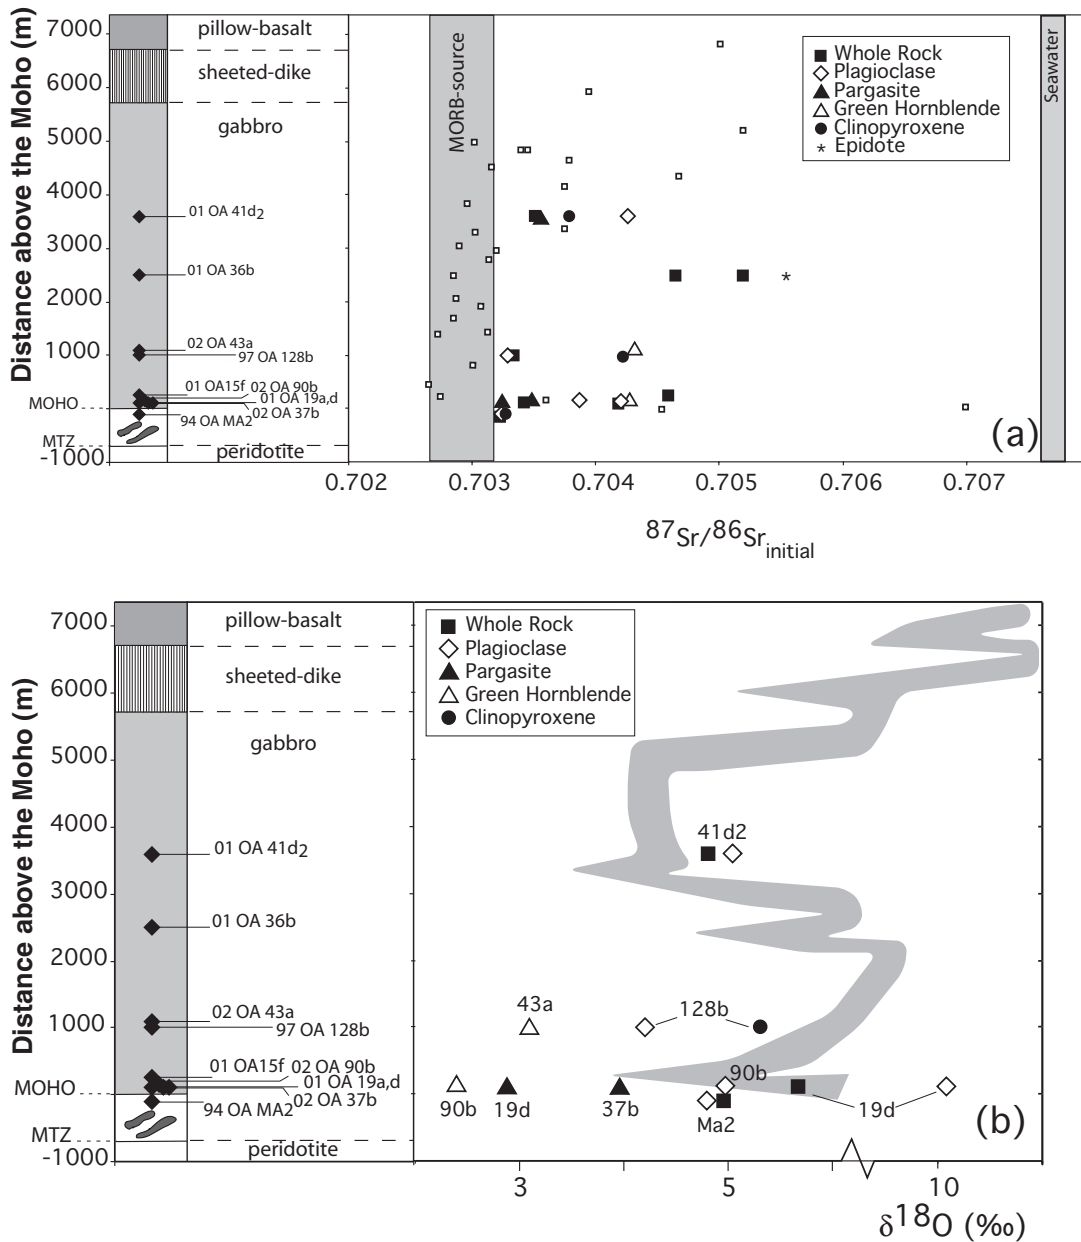 Distance above the Moho (m)
7000
6000
5000
4000
3000
2000
1000
MOHO
MTZ
-1000
pillow-basalt
sheeted-dike
gabbro
01 OA 41d2
01 OA 36b
02 OA 43a
97 OA 128b
01 OA15f 02 OA 90b
01 OA 19a,d
02 OA 37b
94 OA MA2
peridotite
MORB-source
Seawater
Whole Rock
Plagioclase
Pargasite
Green Hornblende
Clinopyroxene
* Epidote
*
(a)
0.702 0.703 0.704 0.705 0.706 0.707
87Sr/86Sr initial
Distance above the Moho (m)
7000
6000
5000
4000
3000
2000
1000
MOHO
MTZ
-1000
pillow-basalt
sheeted-dike
gabbro
01 OA 41d2
01 OA 36b
02 OA 43a
97 OA 128b
01 OA15f 02 OA 90b
01 OA 19a,d
02 OA 37b
94 OA MA2
peridotite
Whole Rock
Plagioclase
Pargasite
Green Hornblende
Clinopyroxene
41d2
43a
128b
90b
90b 19d 37b
Ma2
19d
(b)
3 5 10
δ18O (‰)